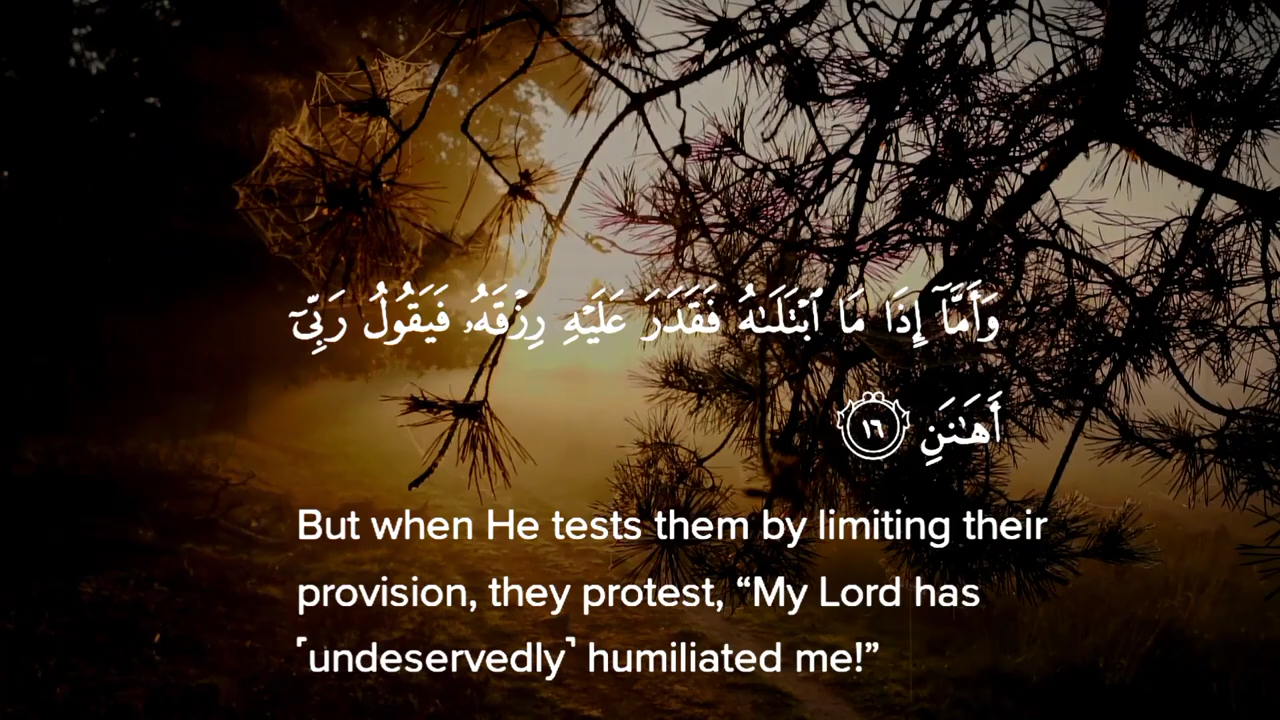 وَأَمَّآ إِذَا مَا ٱبْتَلَىٰهُ فَقَدَرَ عَلَيْهِ رِزْقَهُۥ فَيَقُولُ رَبِّىٓ
أَهَـٰنَنِ ١٦
But when He tests them by limiting their
provision, they protest, “My Lord has
˹undeservedly˺ humiliated me!”